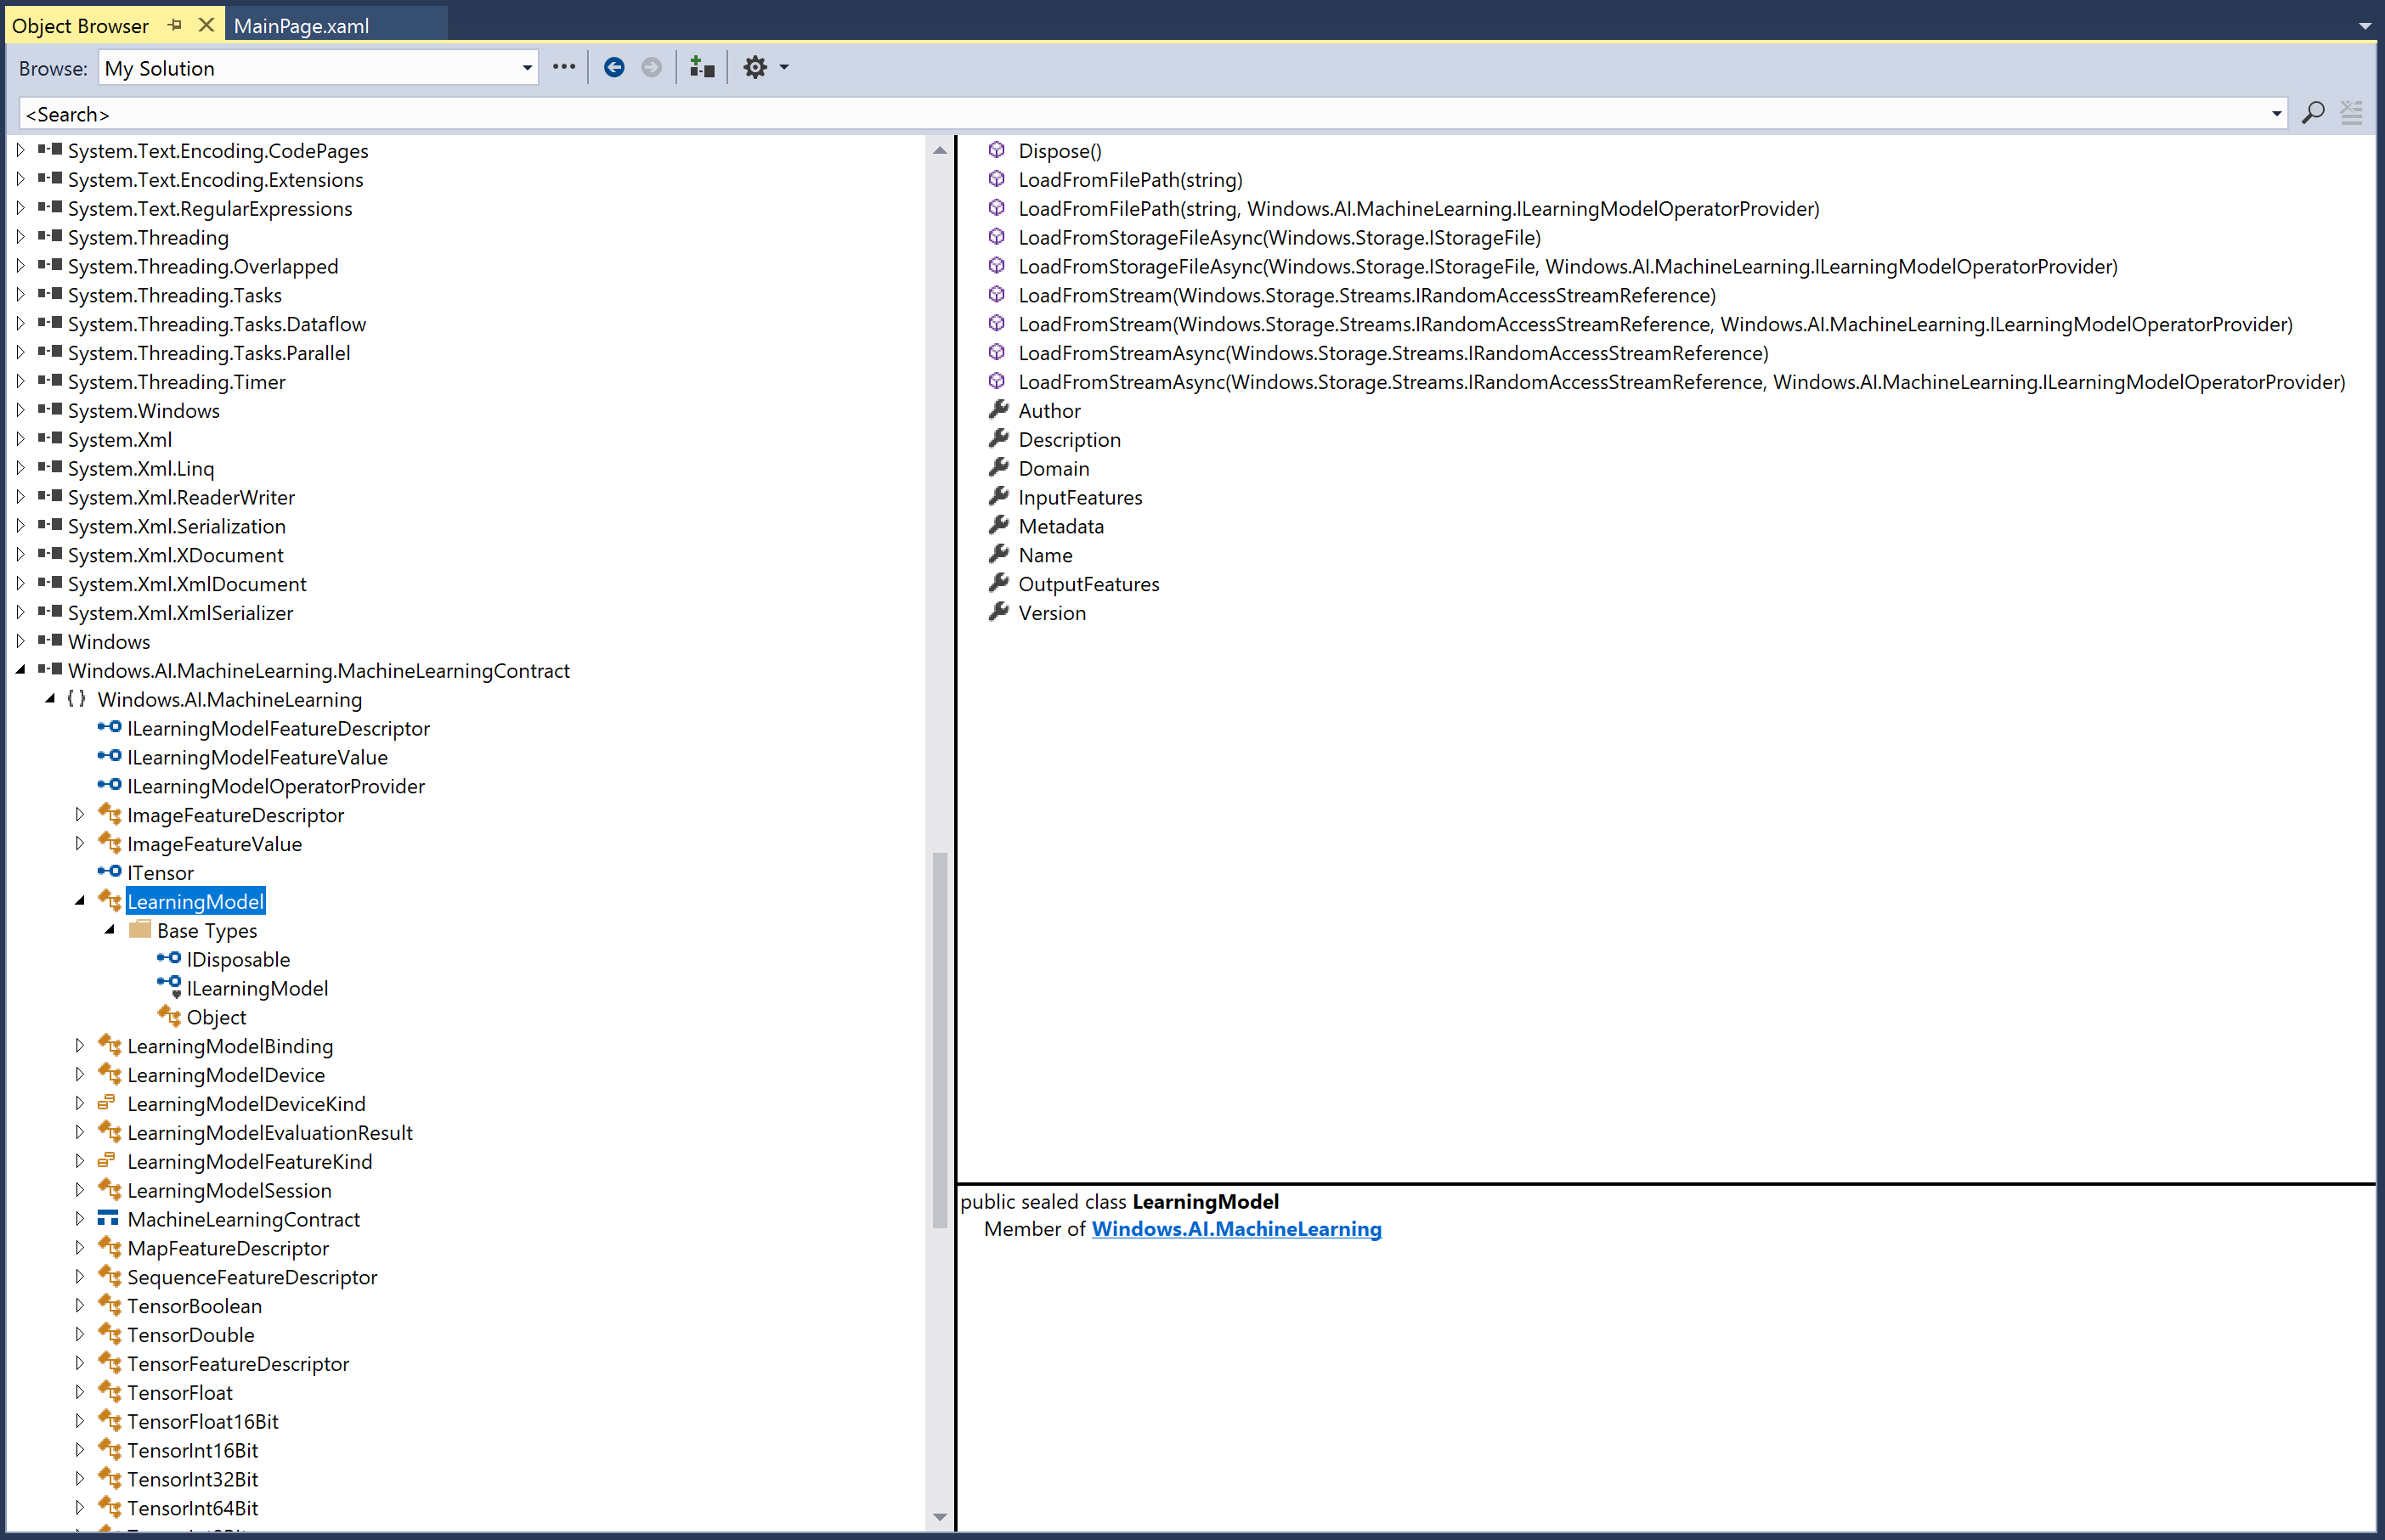 Object Browser
MainPage.xaml
Browse: My Solution
<Search>
System.Text.Encoding.CodePages
System.Text.Encoding.Extensions
System.Text.RegularExpressions
System.Threading
System.Threading.Overlapped
System.Threading.Tasks
System.Threading.Tasks.Dataflow
System.Threading.Tasks.Parallel
System.Threading.Timer
System.Windows
System.Xml
System.Xml.Linq
System.Xml.ReaderWriter
System.Xml.Serialization
System.Xml.XDocument
System.Xml.XmlDocument
System.Xml.XmlSerializer
Windows
Windows.AI.MachineLearning.MachineLearningContract
Windows.AI.MachineLearning
ILearningModelFeatureDescriptor
ILearningModelFeatureValue
ILearningModelOperatorProvider
ImageFeatureDescriptor
ImageFeatureValue
ITensor
LearningModel
Base Types
IDisposable
ILearningModel
Object
LearningModelBinding
LearningModelDevice
LearningModelDeviceKind
LearningModelEvaluationResult
LearningModelFeatureKind
LearningModelSession
MachineLearningContract
MapFeatureDescriptor
SequenceFeatureDescriptor
TensorBoolean
TensorDouble
TensorFeatureDescriptor
TensorFloat
TensorFloat16Bit
TensorInt16Bit
TensorInt32Bit
TensorInt64Bit
Dispose()
LoadFromFilePath(string)
LoadFromFilePath(string, Windows.AI.MachineLearning.ILearningModelOperatorProvider)
LoadFromStorageFileAsync(Windows.Storage.IStorageFile)
LoadFromStorageFileAsync(Windows.Storage.IStorageFile, Windows.AI.MachineLearning.ILearningModelOperatorProvider)
LoadFromStream(Windows.Storage.Streams.IRandomAccessStreamReference)
LoadFromStream(Windows.Storage.Streams.IRandomAccessStreamReference, Windows.AI.MachineLearning.ILearningModelOperatorProvider)
LoadFromStreamAsync(Windows.Storage.Streams.IRandomAccessStreamReference)
LoadFromStreamAsync(Windows.Storage.Streams.IRandomAccessStreamReference, Windows.AI.MachineLearning.ILearningModelOperatorProvider)
Author
Description
Domain
InputFeatures
Metadata
Name
OutputFeatures
Version
public sealed class LearningModel
Member of Windows.AI.MachineLearning